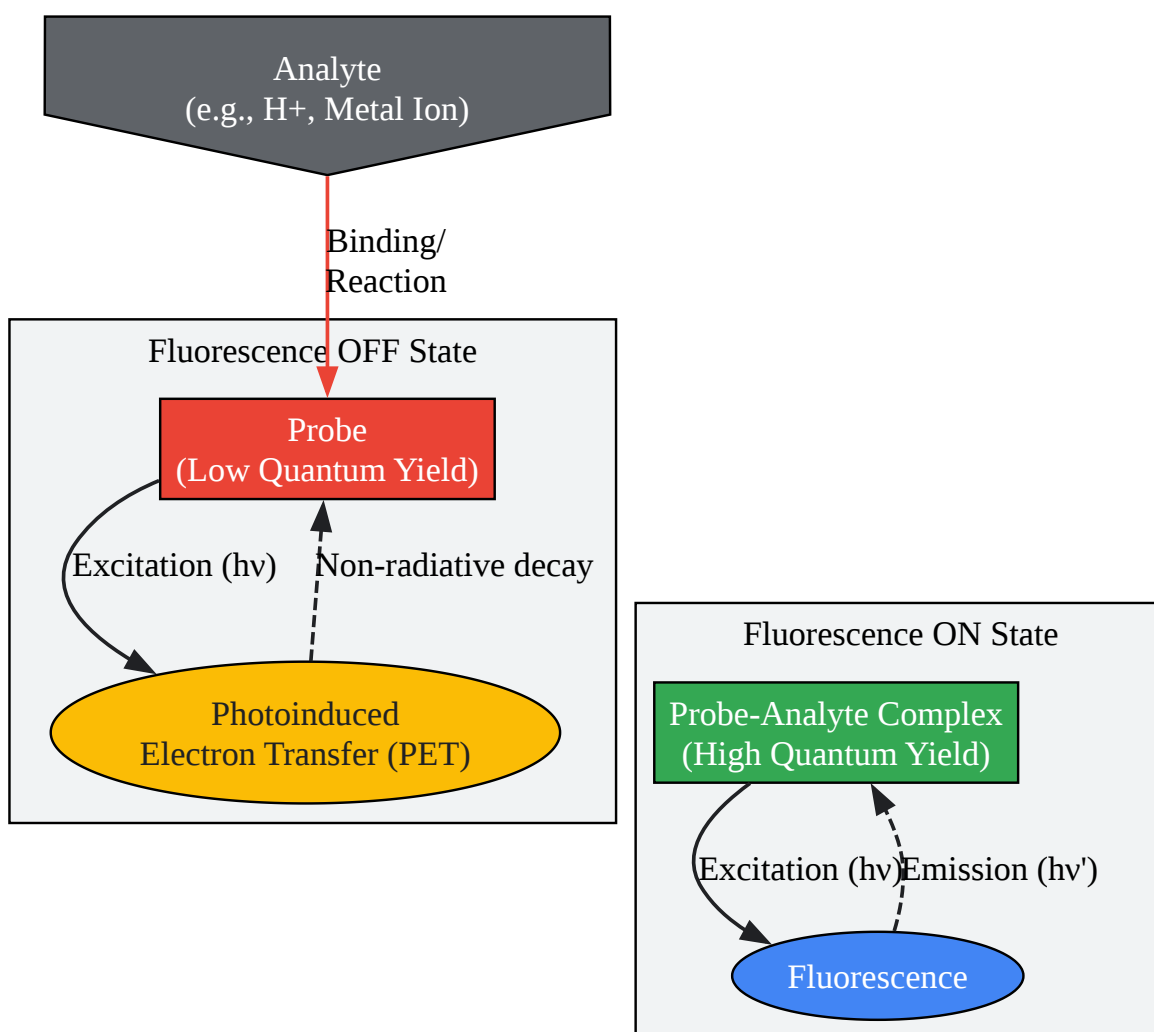 Analyte
(e.g., H+, Metal Ion)
Binding/
Reaction
Fluorescence OFF State
Probe
(Low Quantum Yield)
Excitation (hν)
Non-radiative decay
Photoinduced
Electron Transfer (PET)
Fluorescence ON State
Probe-Analyte Complex
(High Quantum Yield)
Excitation (hν)
Emission (hν')
Fluorescence